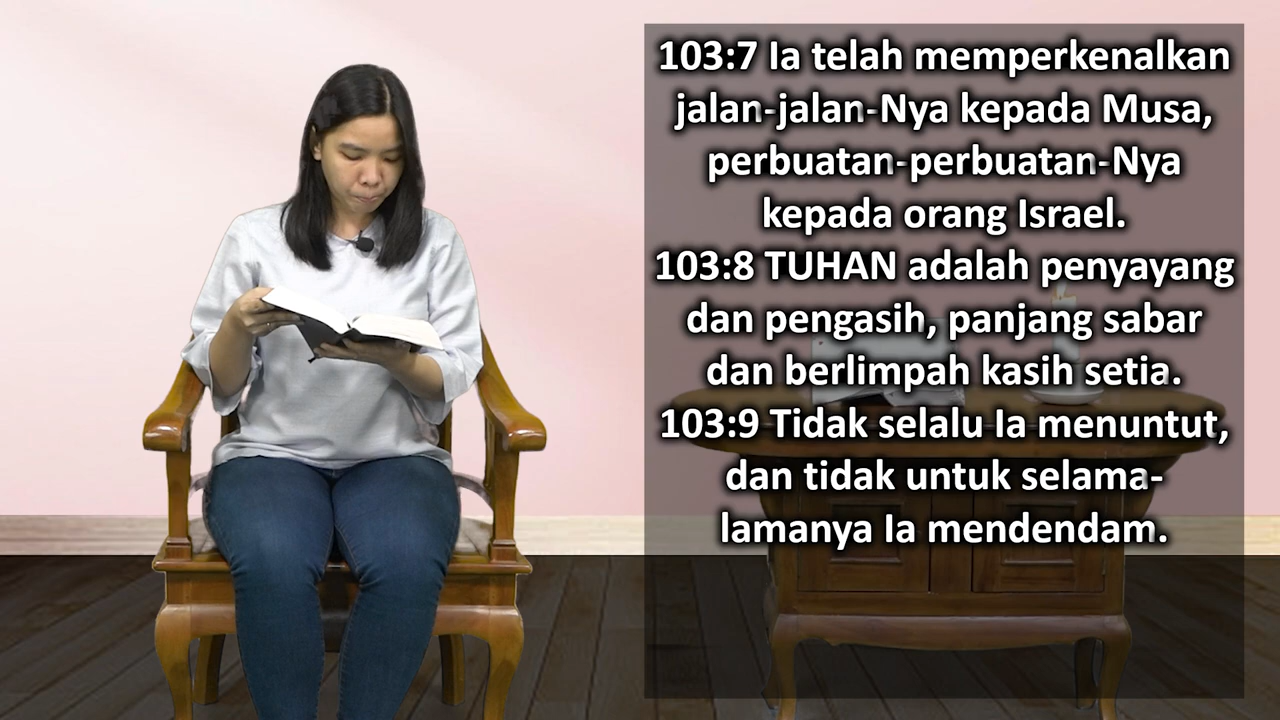 103:7 Ia telah memperkenalkan
jalan-jalan-Nya kepada Musa,
perbuatan-perbuatan-Nya
kepada orang Israel.
103:8 TUHAN adalah penyayang
dan pengasih, panjang sabar
dan berlimpah kasih setia.
103:9 Tidak selalu Ia menuntut,
dan tidak untuk selama-
lamanya Ia mendendam.